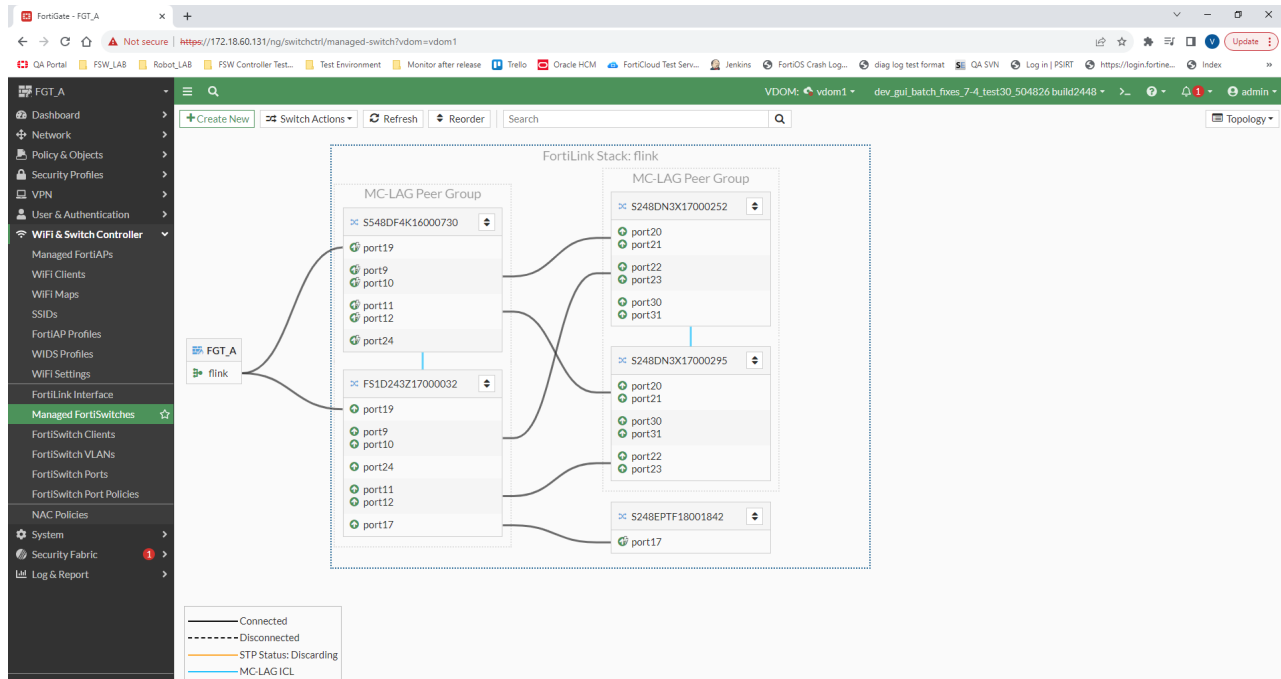 FortiGate - FGT_A
Not secure | https://172.18.60.131/ng/switchctrl/managed-switch?vdom=vdom1
Update
QA Portal FSW_LAB Robot_LAB FSW Controller Test... Test Environment Monitor after release Trello Oracle HCM FortiCloud Test Serv... Jenkins FortiOS Crash Log... diag log test format QA SVN Log in | PSIRT https://login.fortine... Index »
FGT_A
VDOM: vdom1 dev_gui_batch_fixes_7-4_test30_504826 build2448 >_ 1 admin
Dashboard
Network
Policy & Objects
Security Profiles
VPN
User & Authentication
WiFi & Switch Controller
Managed FortiAPs
WiFi Clients
WiFi Maps
SSIDs
FortiAP Profiles
WIDS Profiles
WiFi Settings
FortiLink Interface
Managed FortiSwitches
FortiSwitch Clients
FortiSwitch VLANs
FortiSwitch Ports
FortiSwitch Port Policies
NAC Policies
System
Security Fabric 1
Log & Report
+Create New Switch Actions Refresh Reorder Search Topology
FortiLink Stack: flink
FGT_A
flink
MC-LAG Peer Group
S548DF4K16000730
port19
port9
port10
port11
port12
port24
FS1D243Z17000032
port19
port9
port10
port24
port11
port12
port17
MC-LAG Peer Group
S248DN3X17000252
port20
port21
port22
port23
port30
port31
S248DN3X17000295
port20
port21
port30
port31
port22
port23
S248EPTF18001842
port17
Connected
Disconnected
STP Status: Discarding
MC-LAG ICL